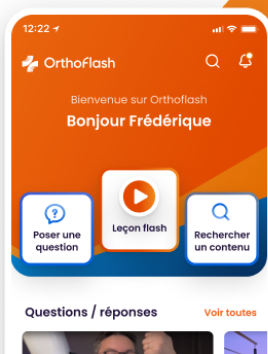 12:22
OrthoFlash
Bienvenue sur Orthoflash
Bonjour Frédérique
Poser une
question
Leçon flash
Rechercher
un contenu
Questions / réponses
Voir toutes